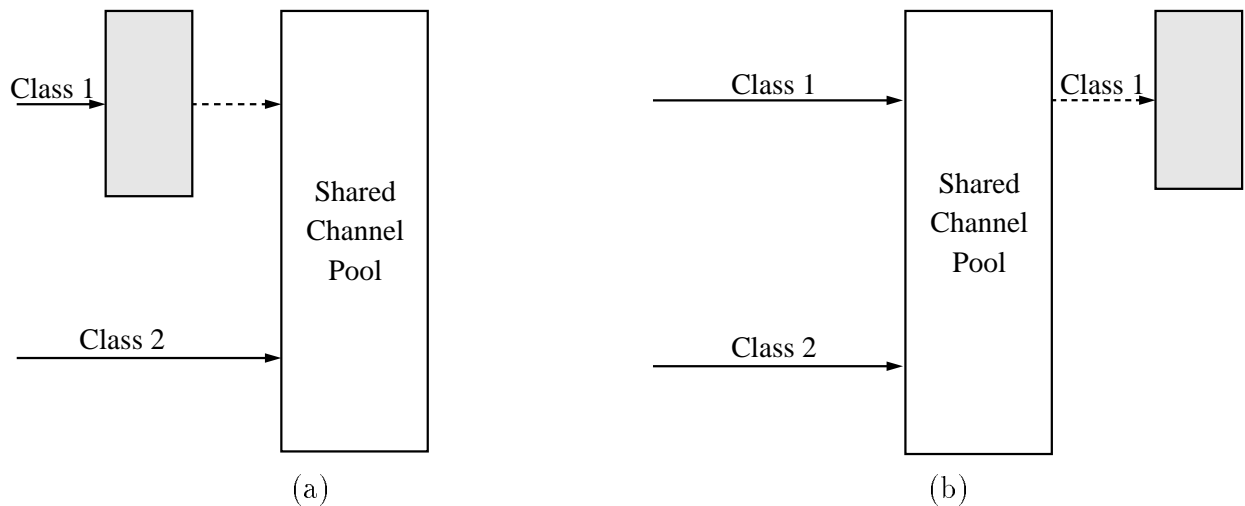 Class 1
Shared
Channel
Pool
Class 2
(a)
Class 1
Class 1
Shared
Channel
Pool
Class 2
(b)